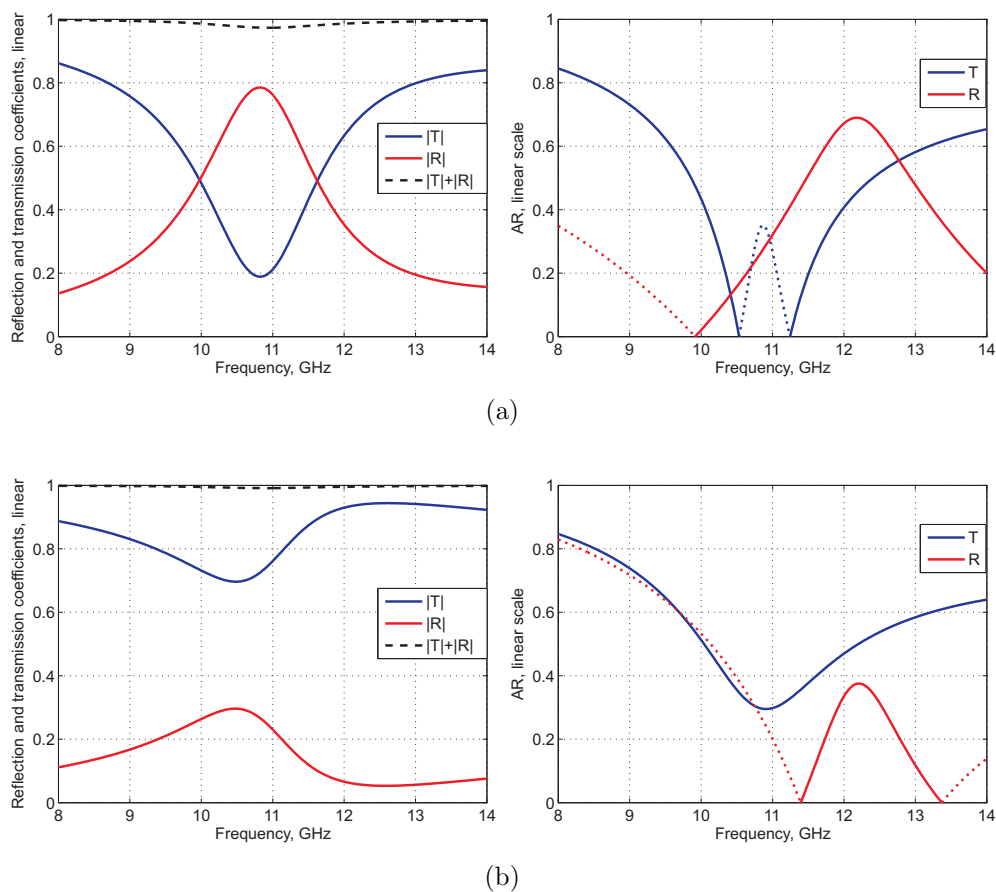 Reflection and transmission coefficients, linear
1
0.8
0.6
0.4
0.2
0
8 9 10 11 12 13 14
Frequency, GHz
|T|
|R|
|T|+|R|
AR, linear scale
1
0.8
0.6
0.4
0.2
0
8 9 10 11 12 13 14
Frequency, GHz
T
R
(a)
Reflection and transmission coefficients, linear
1
0.8
0.6
0.4
0.2
0
8 9 10 11 12 13 14
Frequency, GHz
|T|
|R|
|T|+|R|
AR, linear scale
1
0.8
0.6
0.4
0.2
0
8 9 10 11 12 13 14
Frequency, GHz
T
R
(b)